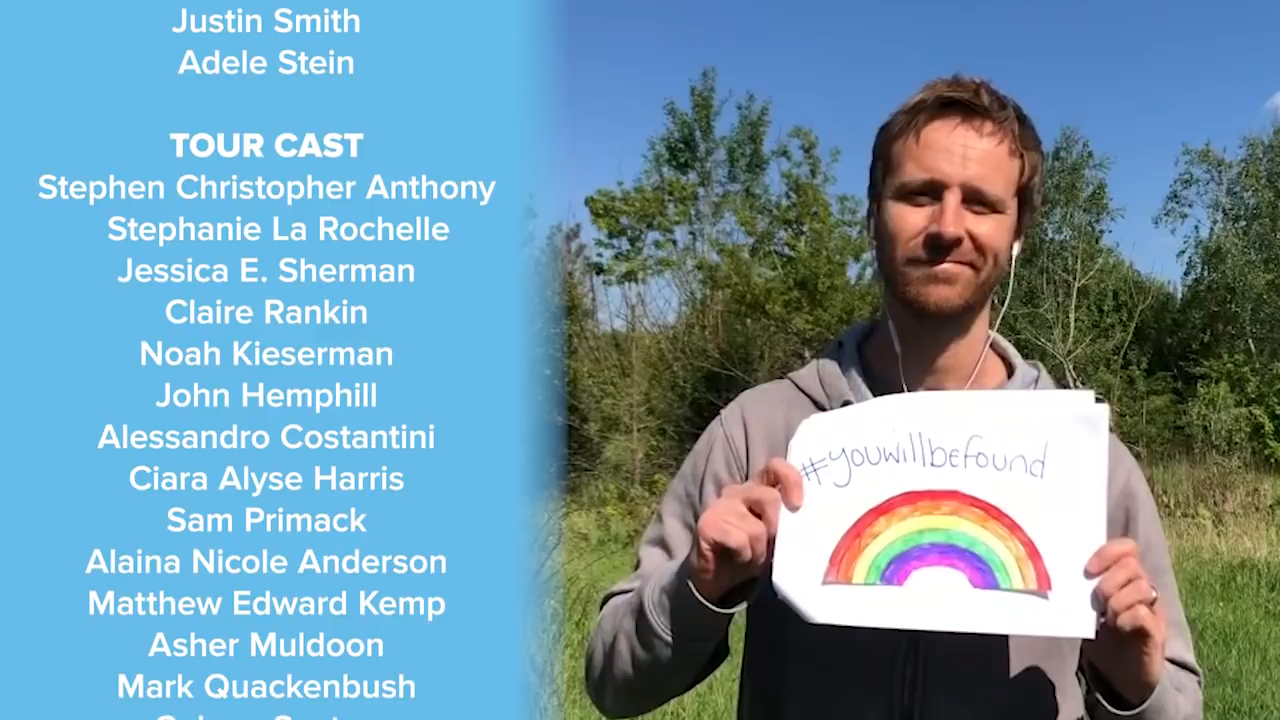 Justin Smith
Adele Stein
TOUR CAST
Stephen Christopher Anthony
Stephanie La Rochelle
Jessica E. Sherman
Claire Rankin
Noah Kieserman
John Hemphill
Alessandro Costantini
Ciara Alyse Harris
Sam Primack
Alaina Nicole Anderson
Matthew Edward Kemp
Asher Muldoon
Mark Quackenbush
#youwillbefound